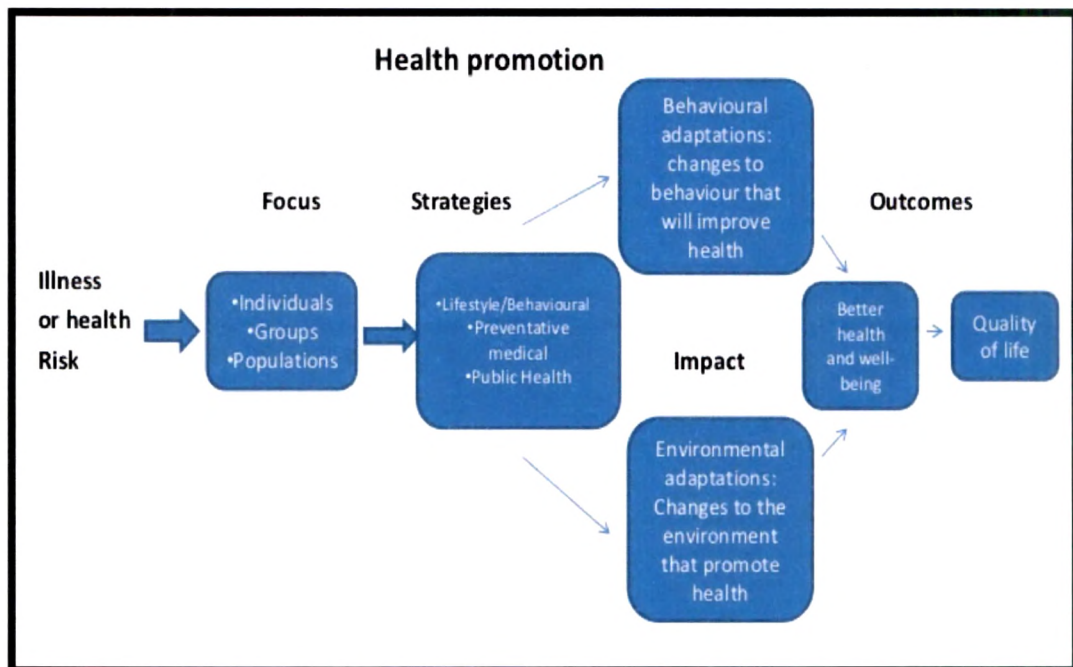 Health promotion
Focus
Strategies
Impact
Outcomes
Illness
or health
Risk
•Individuals
•Groups
•Populations
•Lifestyle/Behavioural
•Preventative
medical
•Public Health
Behavioural
adaptations:
changes to
behaviour that
will improve
health
Environmental
adaptations:
Changes to the
environment
that promote
health
Better
health
and well-
being
Quality
of life